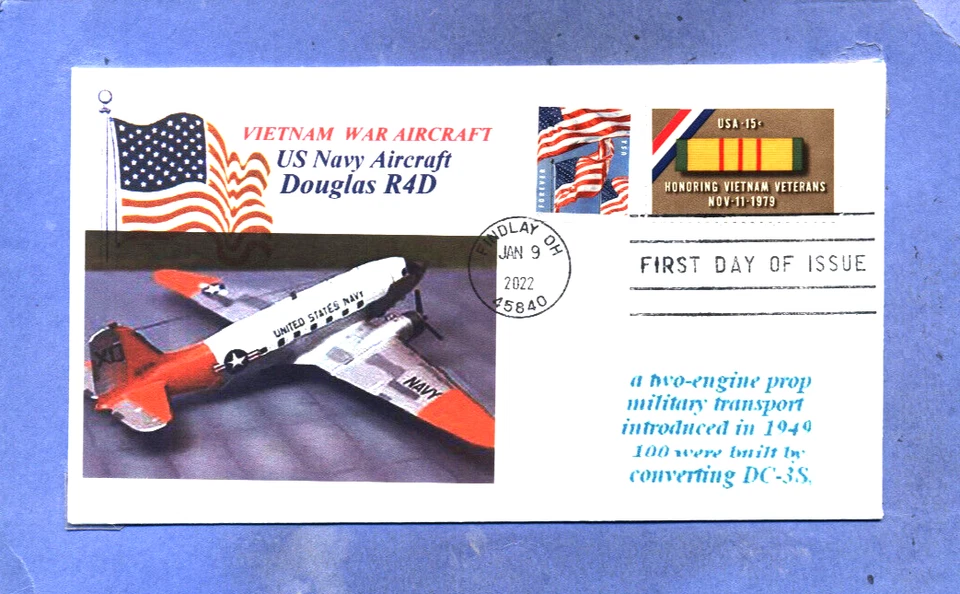 VIETNAM WAR AIRCRAFT
US Navy Aircraft
Douglas R4D
FOREVER USA
USA·15c
HONORING VIETNAM VETERANS
NOV·11·1979
FINDLAY OH
JAN 9
2022
45840
FIRST DAY OF ISSUE
UNITED STATES NAVY
NAVY
a two-engine prop
military transport
introduced in 1949
100 were built by
converting DC-3S.